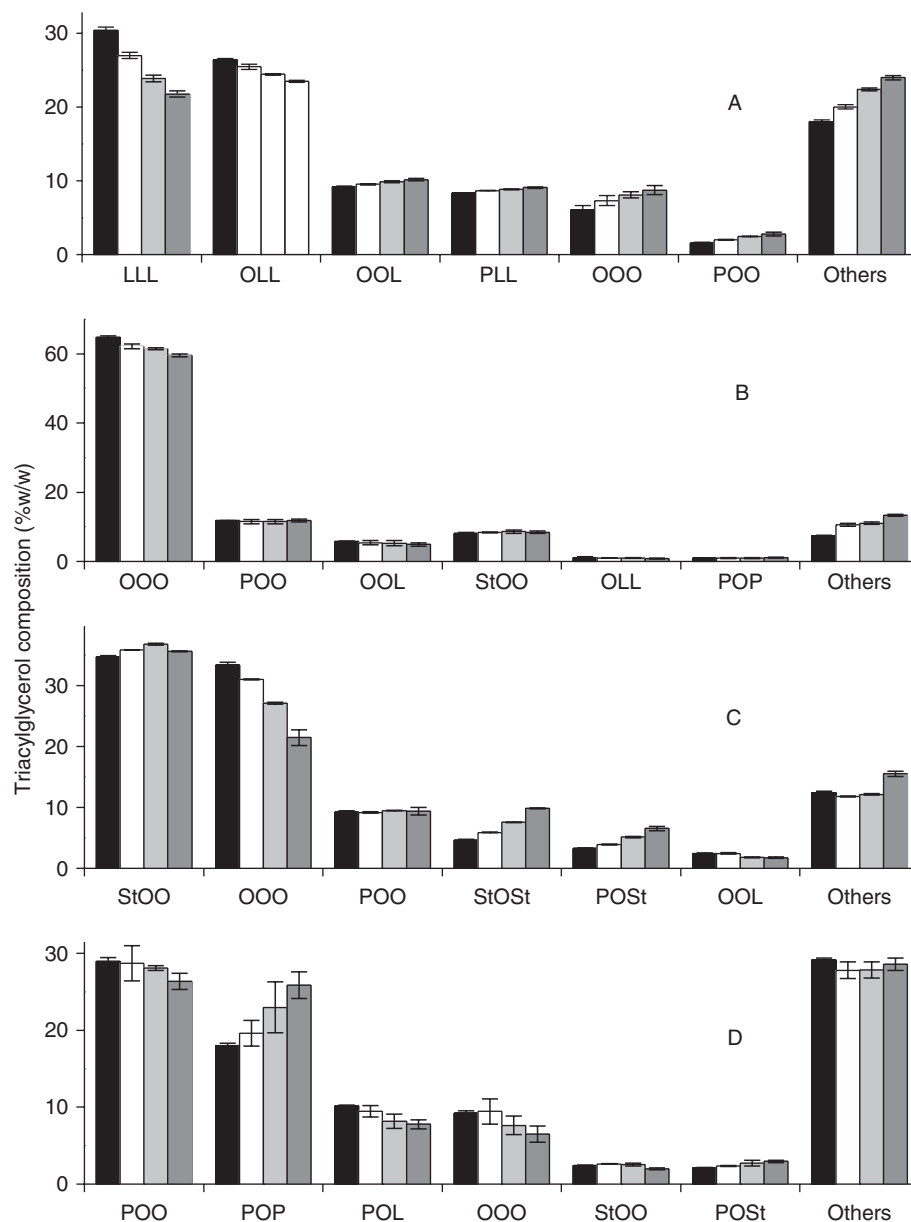 Triacylglycerol composition (%w/w)
30
20
10
0
A
LLL OLL OOL PLL OOO POO Others
60
40
20
0
B
OOO POO OOL StOO OLL POP Others
30
20
10
0
C
StOO OOO POO StOSt POSt OOL Others
30
20
10
0
D
POO POP POL OOO StOO POSt Others